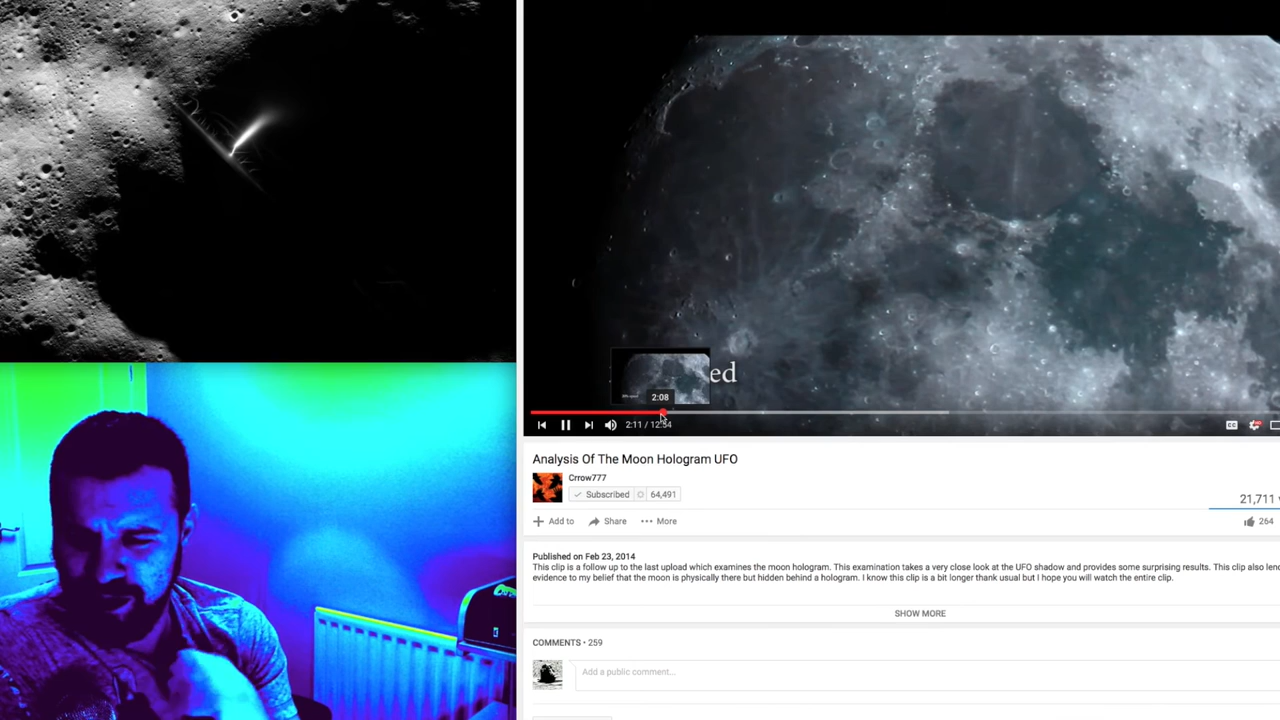 ed
2:08
2:11 / 12:54
CC
Analysis Of The Moon Hologram UFO
Crrow777
Subscribed 64,491
21,711
Add to Share More
264
Published on Feb 23, 2014
This clip is a follow up to the last upload which examines the moon hologram. This examination takes a very close look at the UFO shadow and provides some surprising results. This clip also
evidence to my belief that the moon is physically there but hidden behind a hologram. I know this clip is a bit longer thank usual but I hope you will watch the entire clip.
SHOW MORE
COMMENTS • 259
Add a public comment...